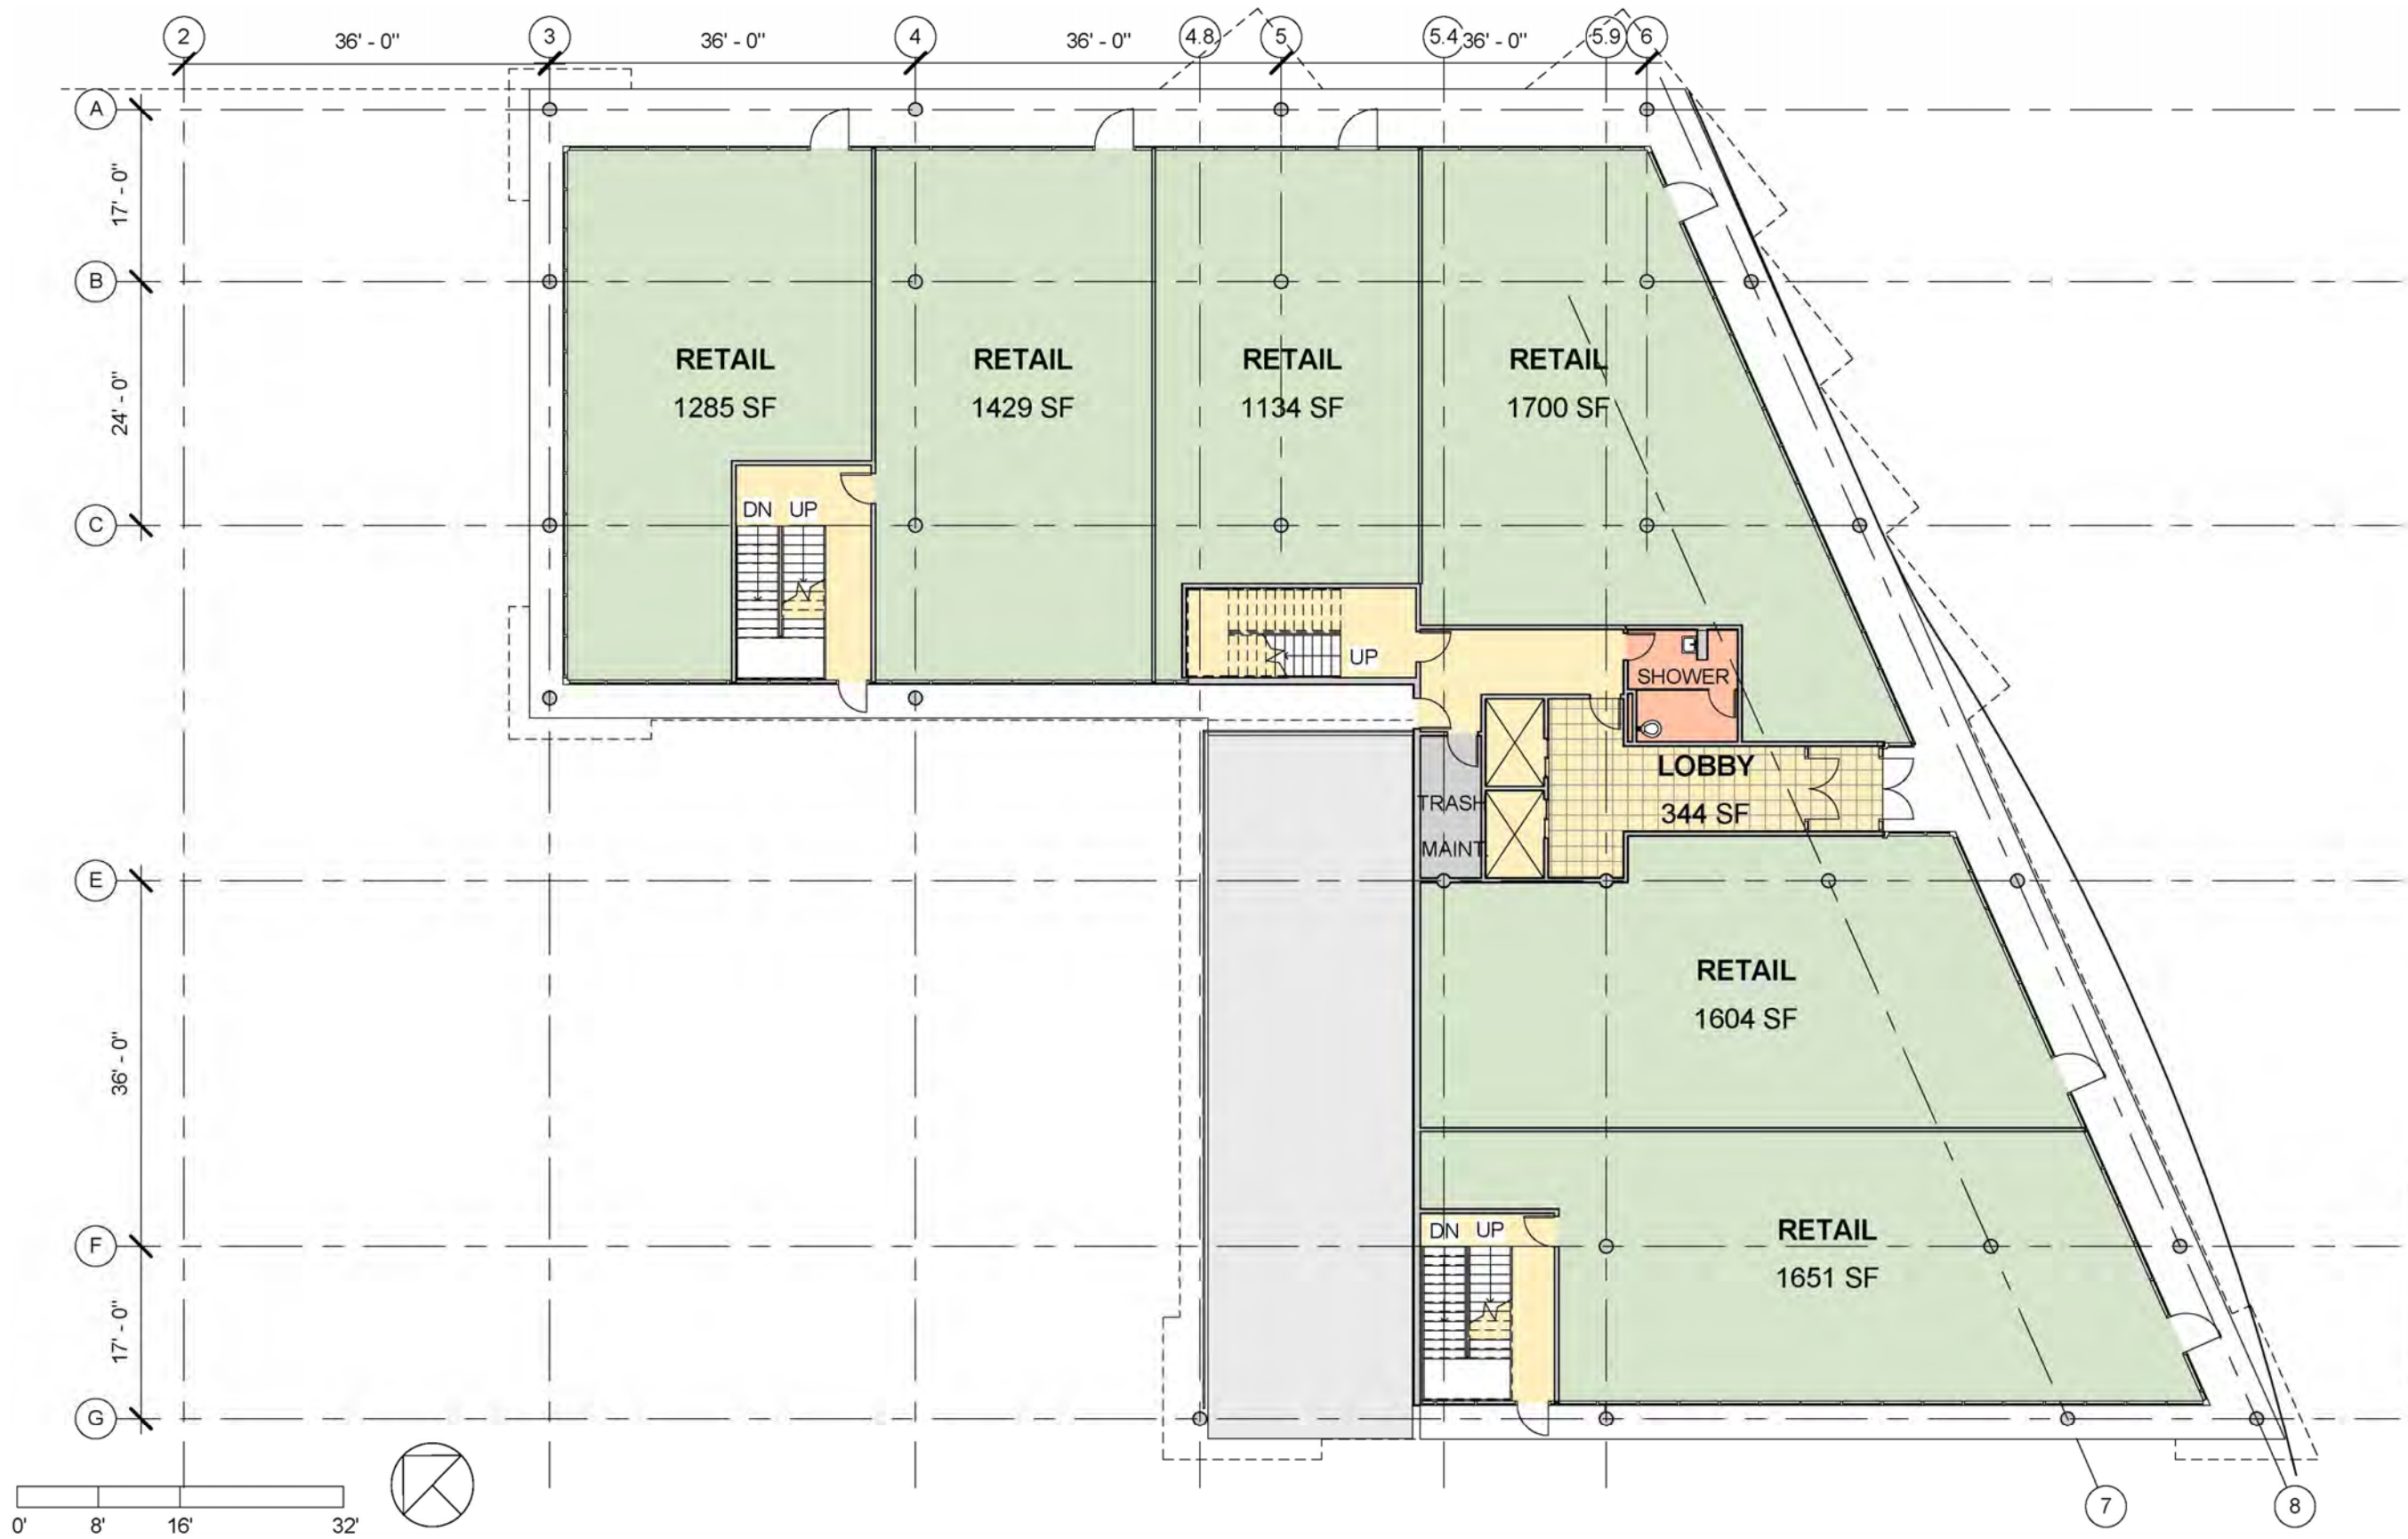 2 36' - 0" 3 36' - 0" 4 36' - 0" 4.8 5 5.4 36' - 0" 5.9 6
A
17' - 0"
B
24' - 0"
C
E
36' - 0"
F
17' - 0"
G
RETAIL
1285 SF
RETAIL
1429 SF
RETAIL
1134 SF
RETAIL
1700 SF
DN UP
UP
SHOWER
LOBBY
344 SF
TRASH
MAINT.
RETAIL
1604 SF
RETAIL
1651 SF
DN UP
0' 8' 16' 32'
7
8